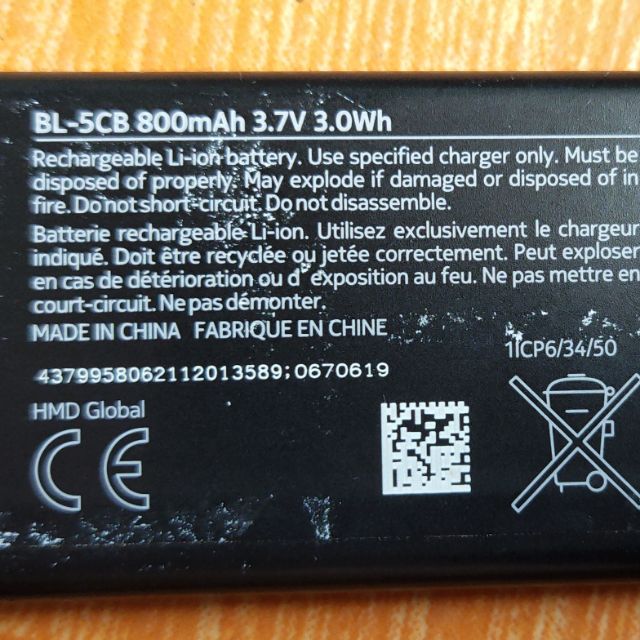 BL-5CB 800mAh 3.7V 3.0Wh
Rechargeable Li-ion battery. Use specified charger only. Must be
disposed of properly. May explode if damaged or disposed of in
fire. Do not short-circuit. Do not disassemble.
Batterie rechargeable Li-ion. Utilisez exclusivement le chargeur
indiqué. Doit être recyclée ou jetée correctement. Peut exploser
en cas de détérioration ou d' exposition au feu. Ne pas mettre en
court-circuit. Ne pas démonter.
MADE IN CHINA FABRIQUE EN CHINE
1ICP6/34/50
4379958062112013589;0670619
HMD Global
CE